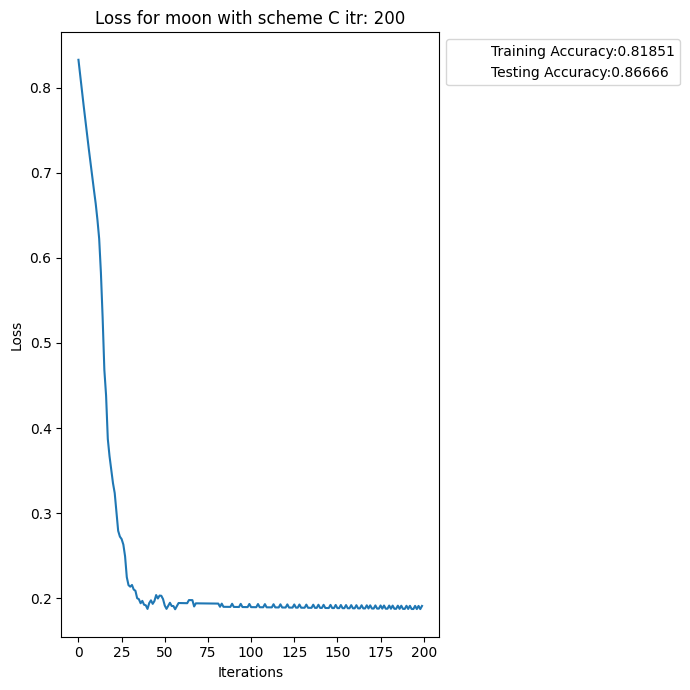 Loss for moon with scheme C itr: 200
Training Accuracy:0.81851
Testing Accuracy:0.86666
0.8
0.7
0.6
0.5
0.4
0.3
0.2
Loss
0 25 50 75 100 125 150 175 200
Iterations